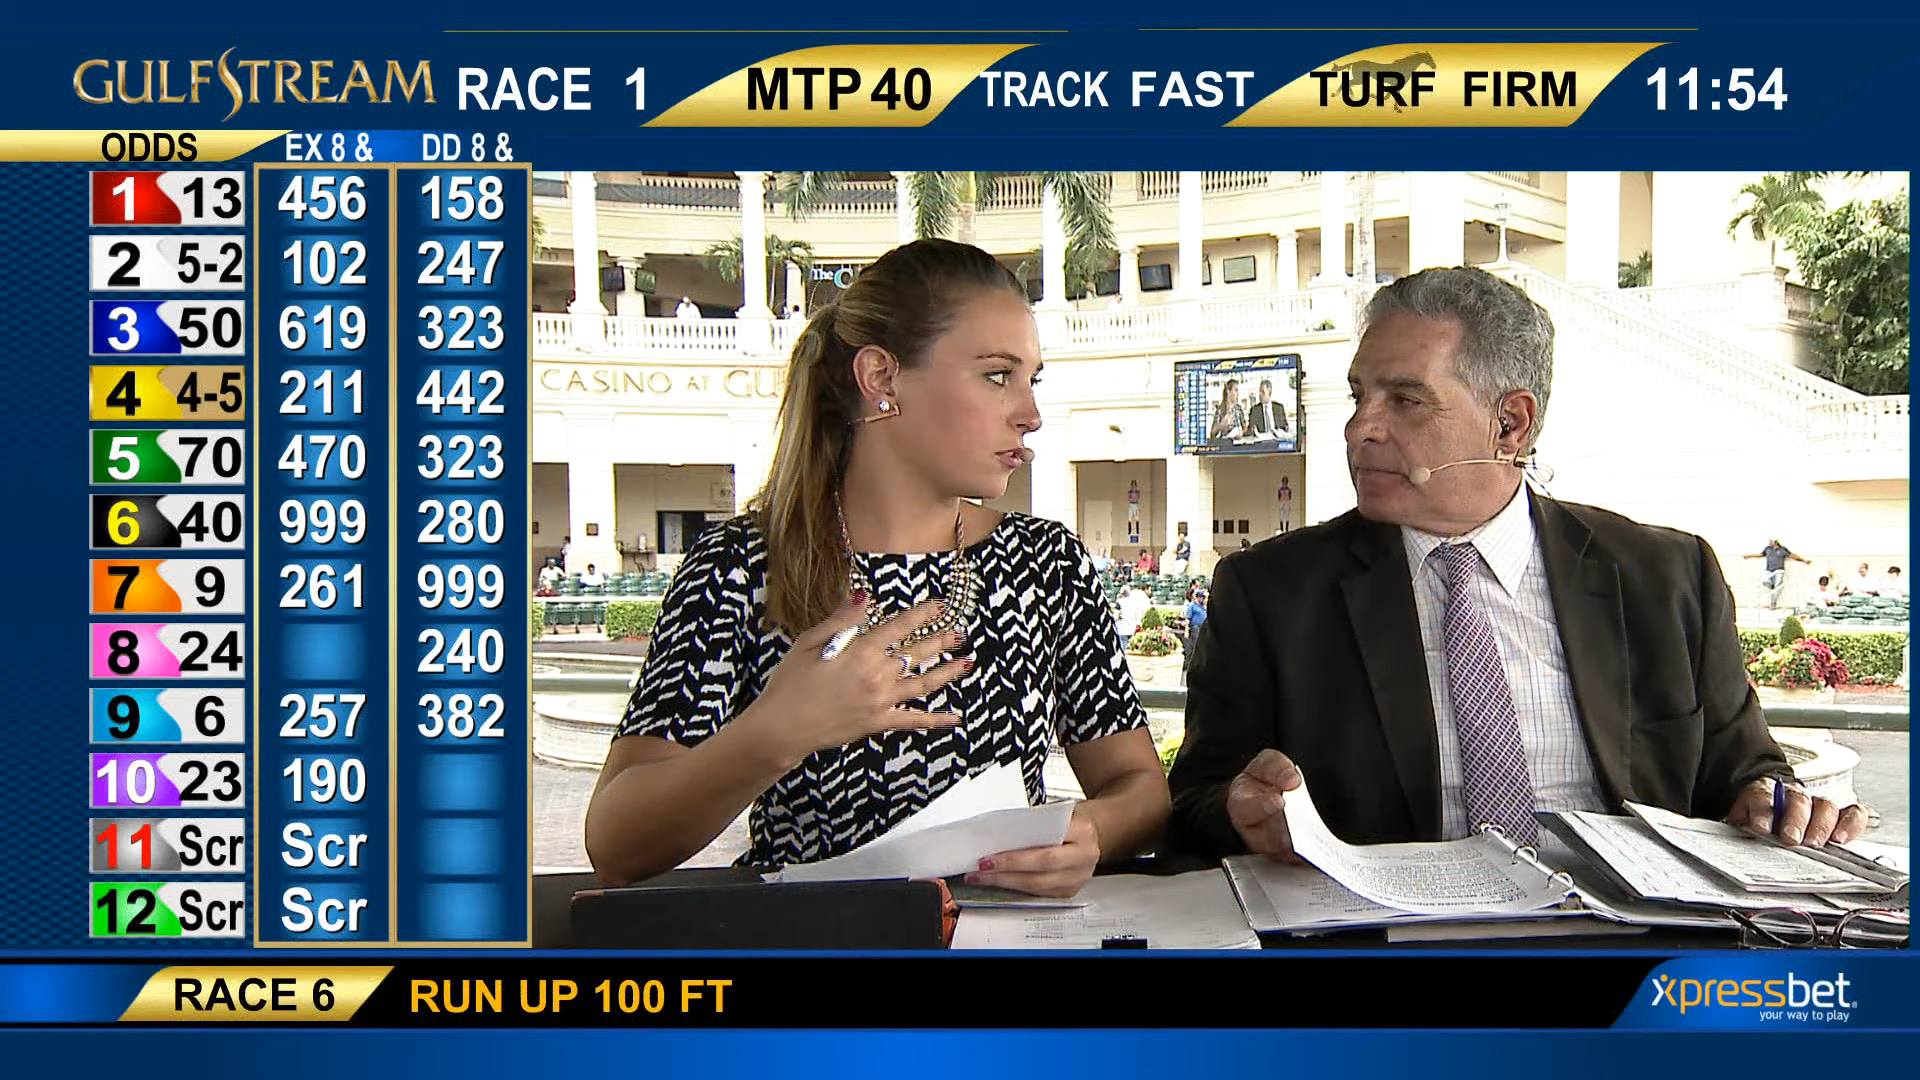 GULFSTREAM RACE 1 MTP 40 TRACK FAST TURF FIRM 11:54
ODDS EX 8 & DD 8 &
1 13 456 158
2 5-2 102 247
3 50 619 323
4 4-5 211 442
5 70 470 323
6 40 999 280
7 9 261 999
8 24 240
9 6 257 382
10 23 190
11 Scr Scr
12 Scr Scr
The C
CASINO AT GU
RACE 6 RUN UP 100 FT
xpressbet
your way to play